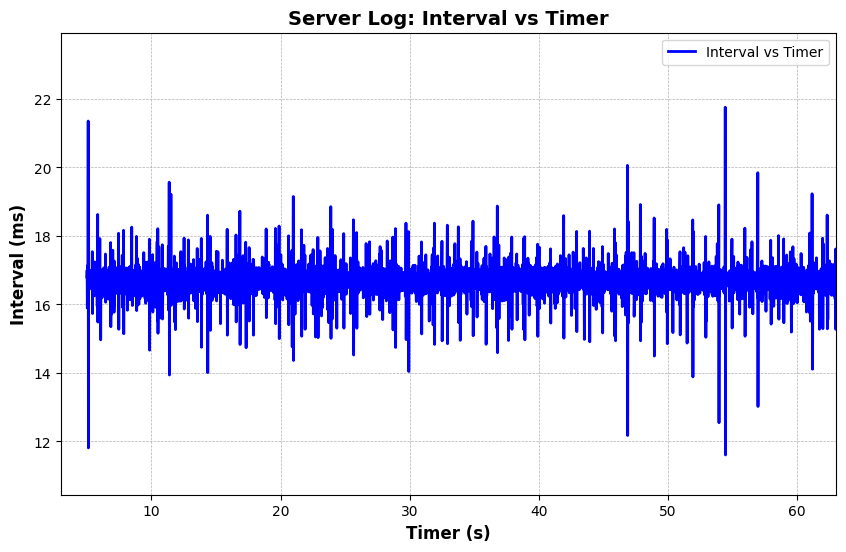 Server Log: Interval vs Timer
Interval vs Timer
22
20
18
16
14
12
Interval (ms)
10 20 30 40 50 60
Timer (s)